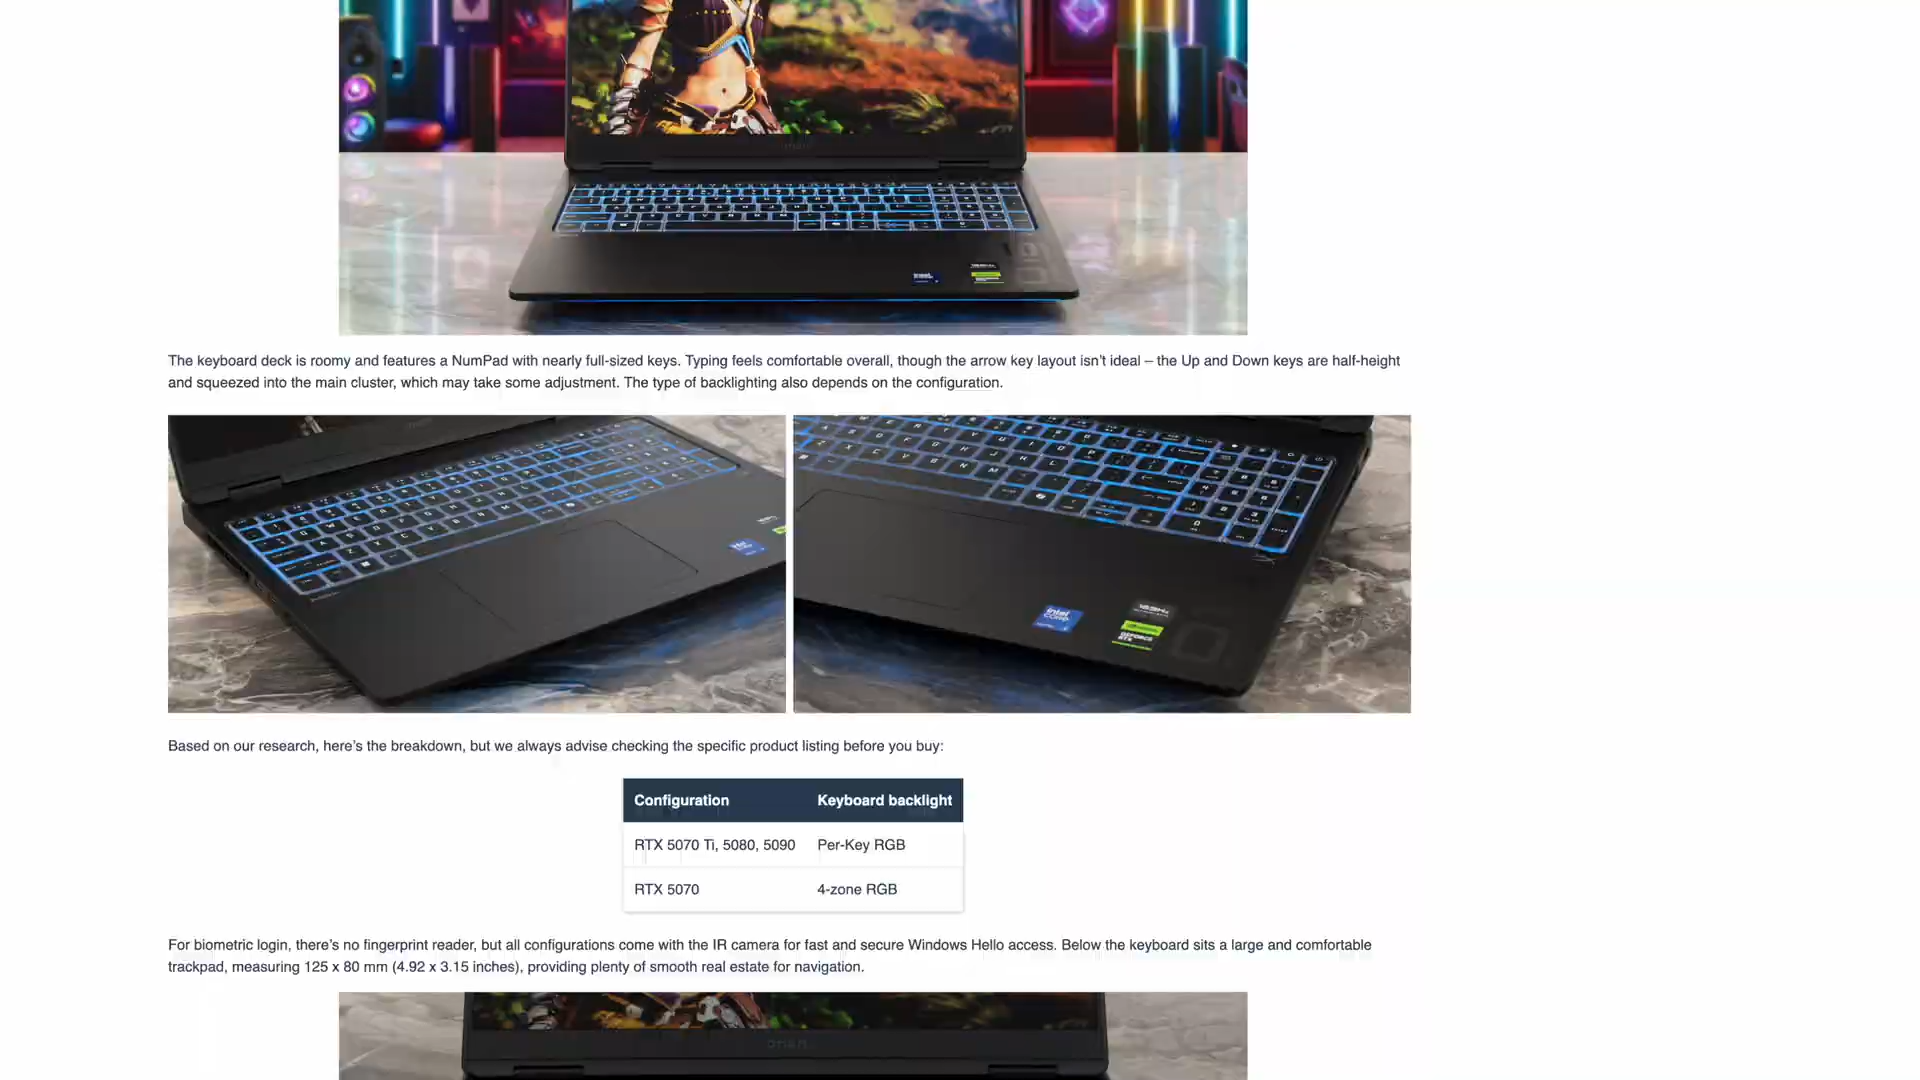 The keyboard deck is roomy and features a NumPad with nearly full-sized keys. Typing feels comfortable overall, though the arrow key layout isn't ideal – the Up and Down keys are half-height
and squeezed into the main cluster, which may take some adjustment. The type of backlighting also depends on the configuration.
Based on our research, here's the breakdown, but we always advise checking the specific product listing before you buy:
Configuration Keyboard backlight
RTX 5070 Ti, 5080, 5090 Per-Key RGB
RTX 5070 4-zone RGB
For biometric login, there's no fingerprint reader, but all configurations come with the IR camera for fast and secure Windows Hello access. Below the keyboard sits a large and comfortable
trackpad, measuring 125 x 80 mm (4.92 x 3.15 inches), providing plenty of smooth real estate for navigation.